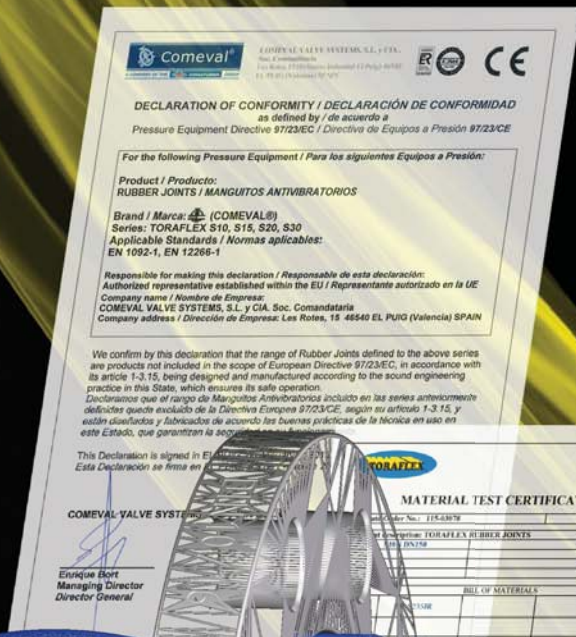 Comeval®
COMEVAL VALVE SYSTEMS, S.L. y CIA.
Soc. Comanditaria
CE
DECLARATION OF CONFORMITY / DECLARACIÓN DE CONFORMIDAD
as defined by / de acuerdo a
Pressure Equipment Directive 97/23/EC / Directiva de Equipos a Presión 97/23/CE
For the following Pressure Equipment / Para los siguientes Equipos a Presión:
Product / Producto:
RUBBER JOINTS / MANGUITOS ANTIVIBRATORIOS
Brand / Marca: (COMEVAL®)
Series: TORAFLEX S10, S15, S20, S30
Applicable Standards / Normas aplicables:
EN 1092-1, EN 12266-1
Responsible for making this declaration / Responsable de esta declaración:
Authorized representative established within the EU / Representante autorizado en la UE
Company name / Nombre de Empresa:
COMEVAL VALVE SYSTEMS, S.L. y CIA. Soc. Comandataria
Company address / Dirección de Empresa: Les Rotes, 15 46540 EL PUIG (Valencia) SPAIN
We confirm by this declaration that the range of Rubber Joints defined to the above series
are products not included in the scope of European Directive 97/23/EC, in accordance with
its article 1-3.15, being designed and manufactured according to the sound engineering
practice in this State, which ensures its safe operation.
Declaramos que el rango de Manguitos Antivibratorios incluido en las series anteriormente
definidas queda excluido de la Directiva Europea 97/23/CE, según su artículo 1-3.15, y
están diseñados y fabricados de acuerdo las buenas prácticas de la técnica en uso en
este Estado, que garantizan la
This Declaration is signed in
Esta Declaración se firma en
TORAFLEX
MATERIAL TEST CERTIFICA
COMEVAL VALVE SYST
Order No.: 115-03078
description: TORAFLEX RUBBER JOINTS
DN150
Enrique Bort
Managing Director
Director General
BILL OF MATERIALS